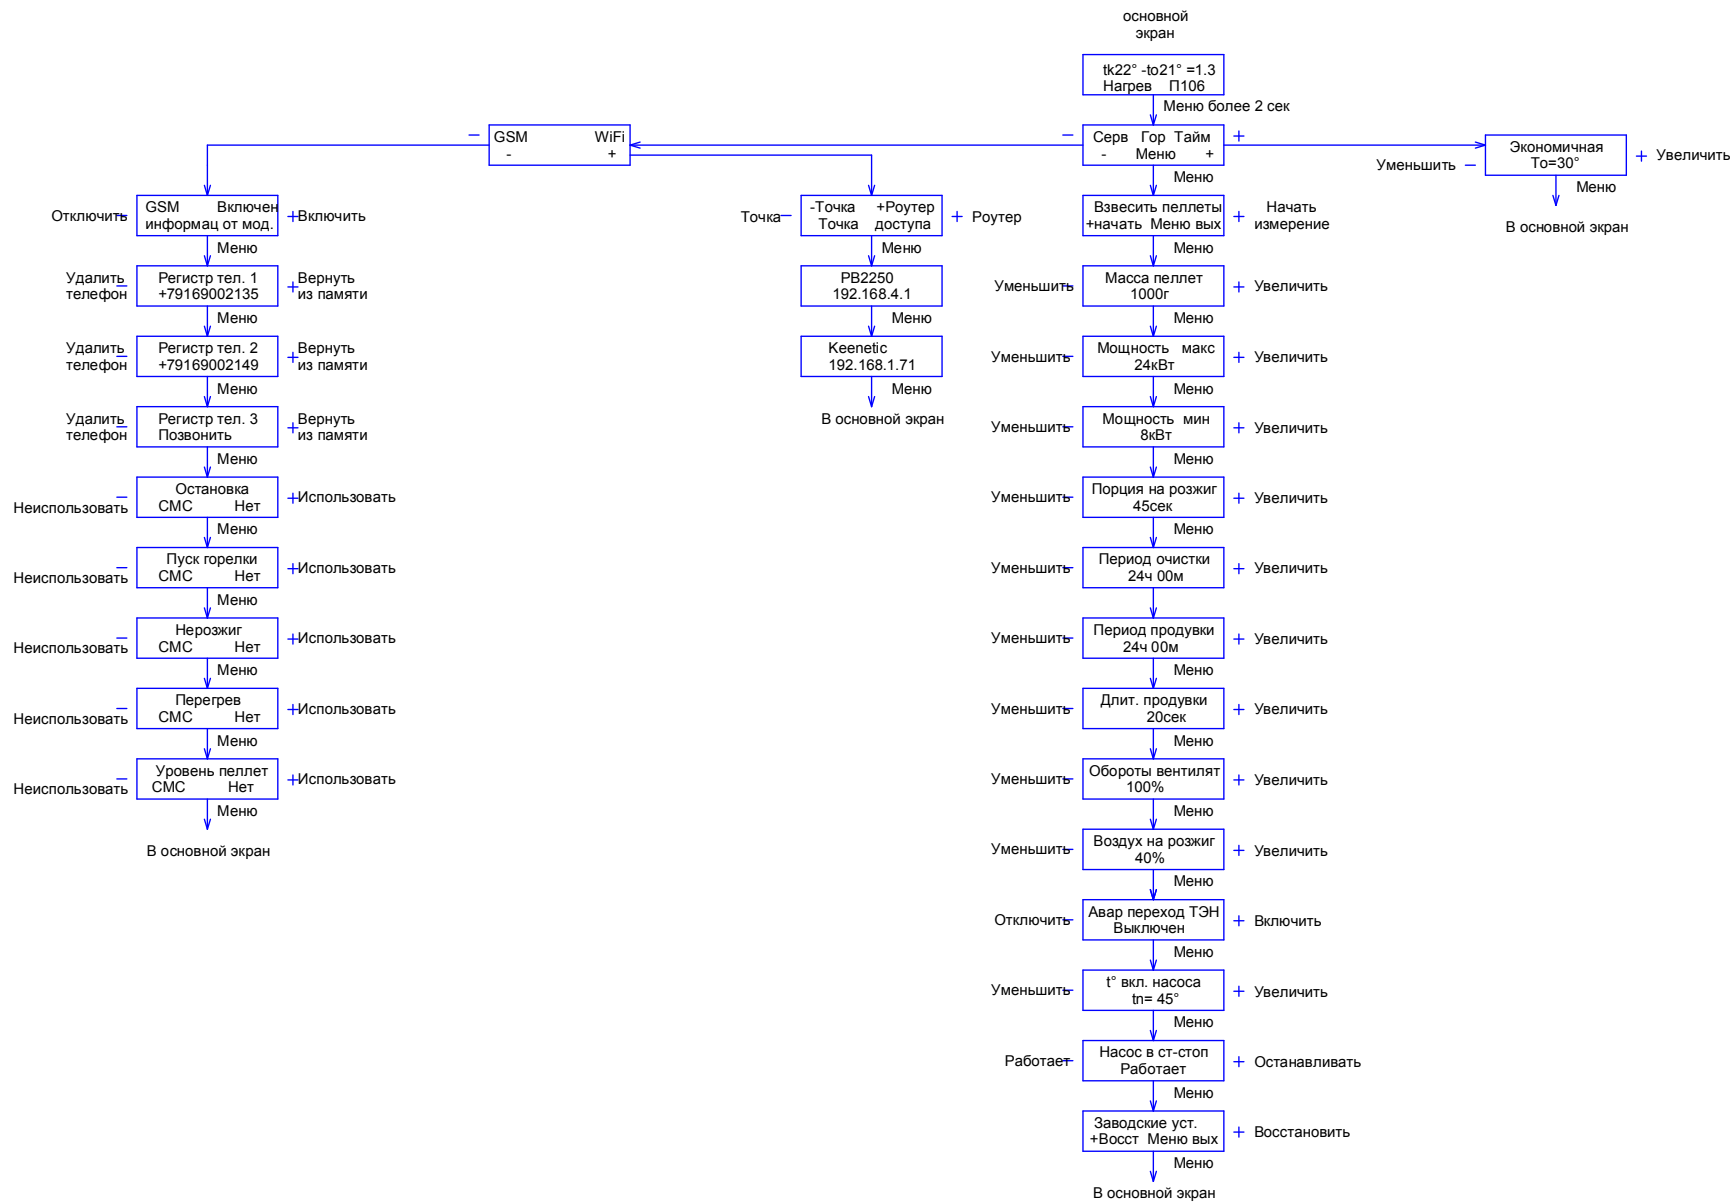 основной
экран
tk22° -to21° =1.3
Нагрев П106
Меню более 2 сек
− GSM WiFi
- +
− Серв Гор Тайм +
- Меню +
Экономичная
То=30°
Уменьшить −
+ Увеличить
Меню
В основной экран
Меню
Отключить −
GSM Включен
информац от мод.
+ Включить
Меню
Удалить
телефон −
Регистр тел. 1
+79169002135
+ Вернуть
из памяти
Меню
Удалить
телефон −
Регистр тел. 2
+79169002149
+ Вернуть
из памяти
Меню
Удалить
телефон −
Регистр тел. 3
Позвонить
+ Вернуть
из памяти
Меню
Неиспользовать −
Остановка
СМС Нет
+ Использовать
Меню
Неиспользовать −
Пуск горелки
СМС Нет
+ Использовать
Меню
Неиспользовать −
Нерозжиг
СМС Нет
+ Использовать
Меню
Неиспользовать −
Перегрев
СМС Нет
+ Использовать
Меню
Неиспользовать −
Уровень пеллет
СМС Нет
+ Использовать
Меню
В основной экран
Точка −
-Точка +Роутер
Точка доступа
+ Роутер
Меню
PB2250
192.168.4.1
Меню
Keenetic
192.168.1.71
Меню
В основной экран
Взвесить пеллеты
+начать Меню вых
+ Начать
измерение
Меню
Уменьшить −
Масса пеллет
1000г
+ Увеличить
Меню
Уменьшить −
Мощность макс
24кВт
+ Увеличить
Меню
Уменьшить −
Мощность мин
8кВт
+ Увеличить
Меню
Уменьшить −
Порция на розжиг
45сек
+ Увеличить
Меню
Уменьшить −
Период очистки
24ч 00м
+ Увеличить
Уменьшить −
Период продувки
24ч 00м
+ Увеличить
Меню
Уменьшить −
Длит. продувки
20сек
+ Увеличить
Меню
Уменьшить −
Обороты вентилят
100%
+ Увеличить
Меню
Уменьшить −
Воздух на розжиг
40%
+ Увеличить
Меню
Отключить −
Авар переход ТЭН
Выключен
+ Включить
Меню
Уменьшить −
t° вкл. насоса
tn= 45°
+ Увеличить
Меню
Работает −
Насос в ст-стоп
Работает
+ Останавливать
Меню
Заводские уст.
+Восст Меню вых
+ Восстановить
Меню
В основной экран